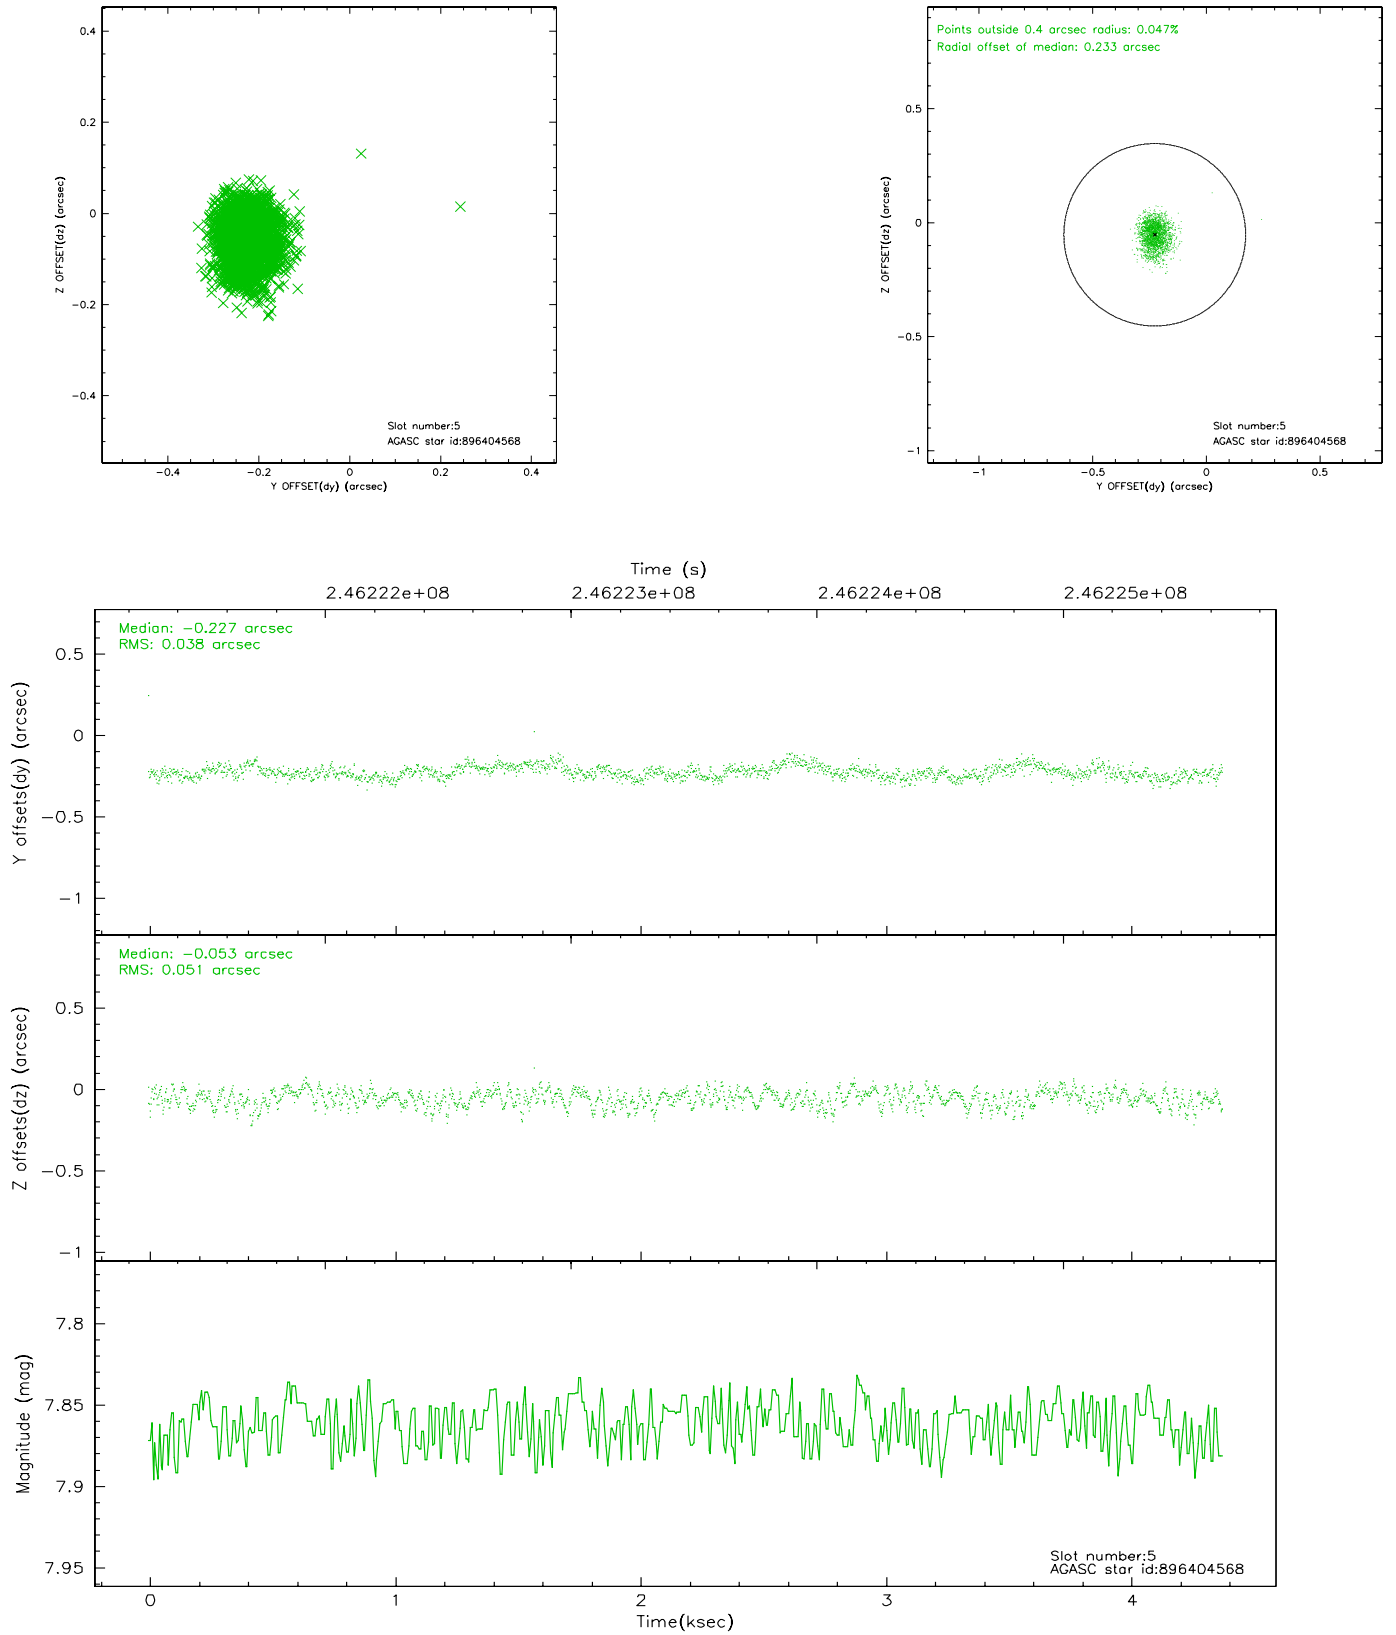 0.4
0.2
0
−0.2
−0.4
Z OFFSET(dz) (arcsec)
Slot number:5
AGASC star id:896404568
−0.4
−0.2
0
0.2
0.4
Y OFFSET(dy) (arcsec)
Points outside 0.4 arcsec radius: 0.047%
Radial offset of median: 0.233 arcsec
0.5
0
−0.5
−1
Z OFFSET(dz) (arcsec)
Slot number:5
AGASC star id:896404568
−1
−0.5
0
0.5
Y OFFSET(dy) (arcsec)
Time (s)
2.46222e+08
2.46223e+08
2.46224e+08
2.46225e+08
Median: −0.227 arcsec
RMS: 0.038 arcsec
0.5
0
−0.5
−1
Y offsets(dy) (arcsec)
Median: −0.053 arcsec
RMS: 0.051 arcsec
0.5
0
−0.5
−1
Z offsets(dz) (arcsec)
7.8
7.85
7.9
7.95
Magnitude (mag)
Slot number:5
AGASC star id:896404568
0
1
2
3
4
Time(ksec)